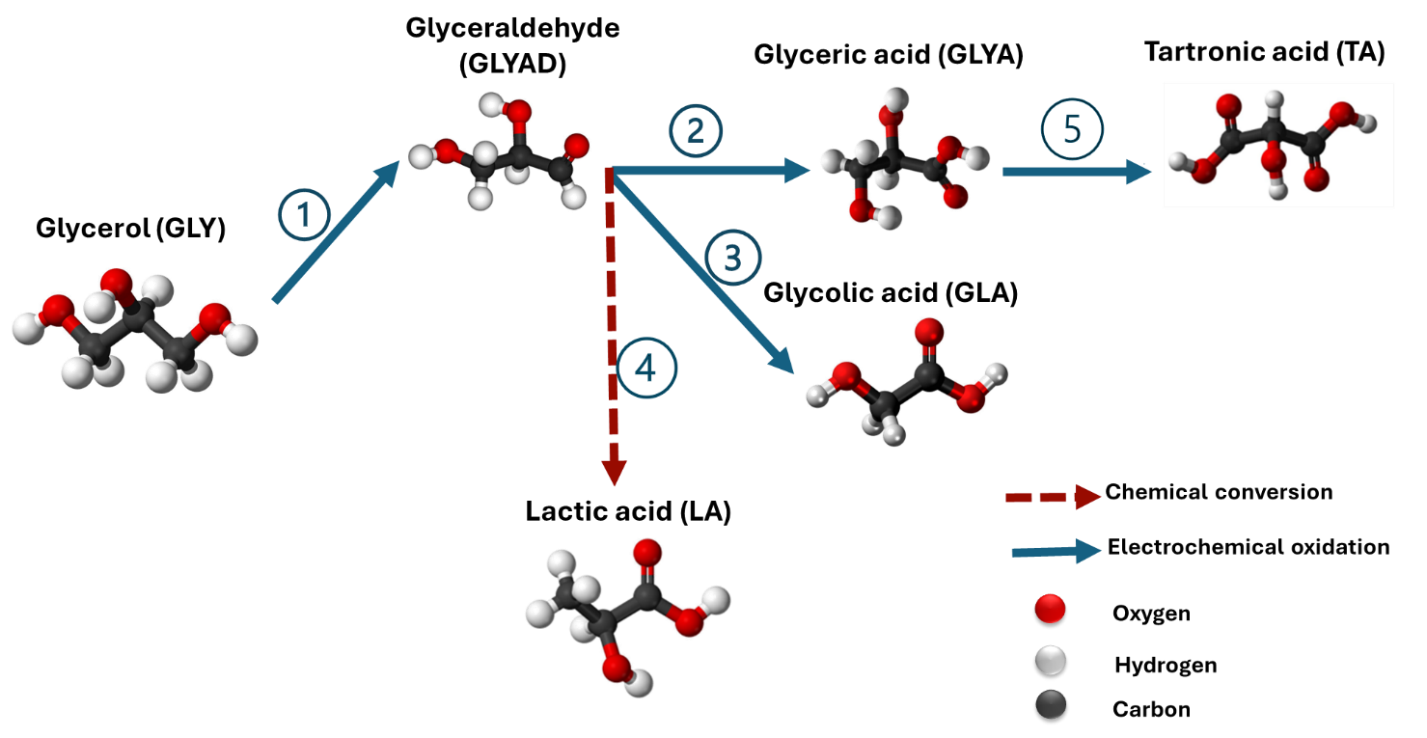 Glyceraldehyde
(GLYAD)
Glyceric acid (GLYA)
Tartronic acid (TA)
2
5
1
Glycerol (GLY)
3
Glycolic acid (GLA)
4
Lactic acid (LA)
Chemical conversion
Electrochemical oxidation
Oxygen
Hydrogen
Carbon